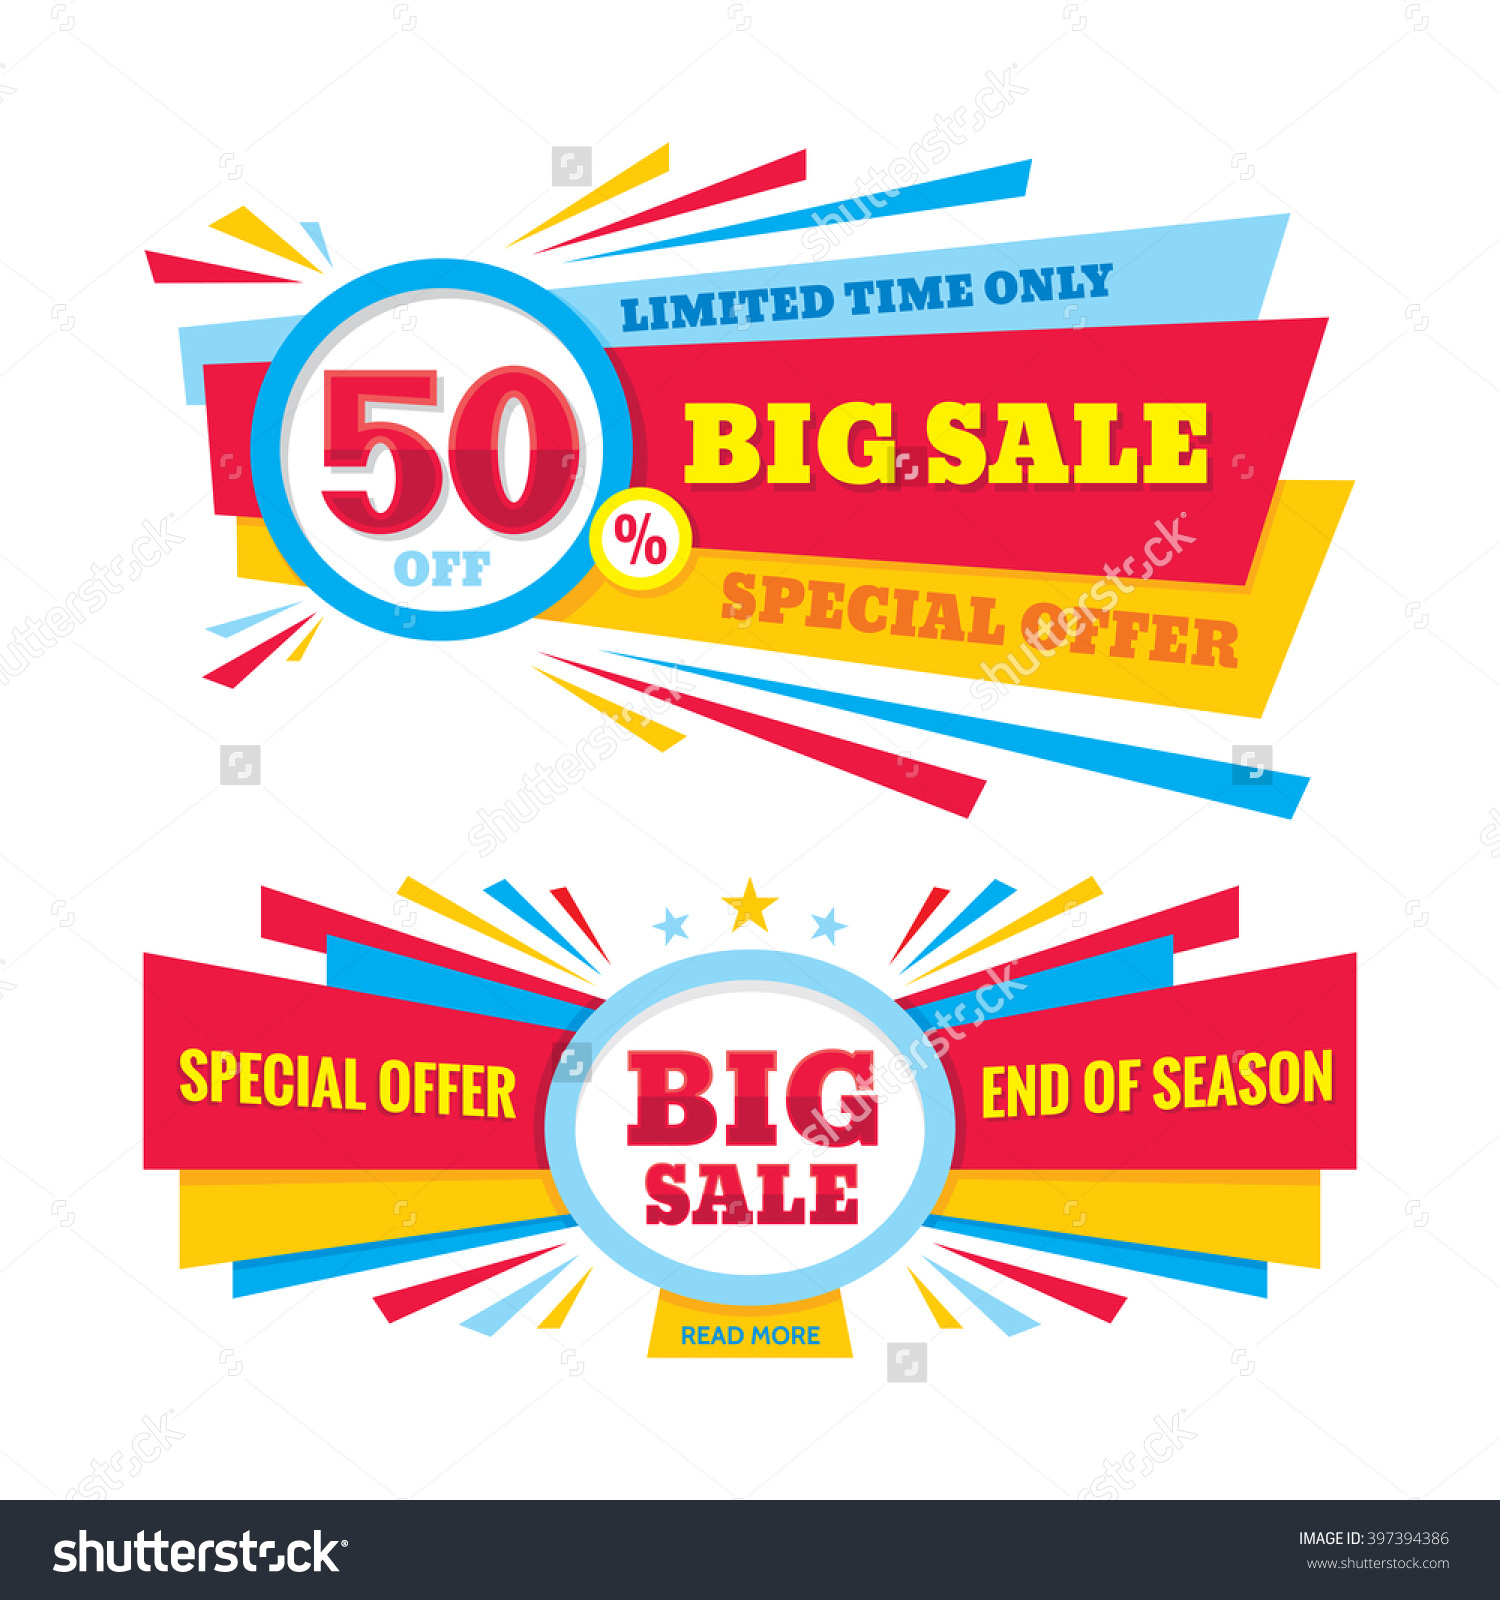 LIMITED TIME ONLY
50
%
OFF
BIG SALE
SPECIAL OFFER
SPECIAL OFFER
BIG
SALE
END OF SEASON
READ MORE
shutterstock
IMAGE ID: 397394386
www.shutterstock.com